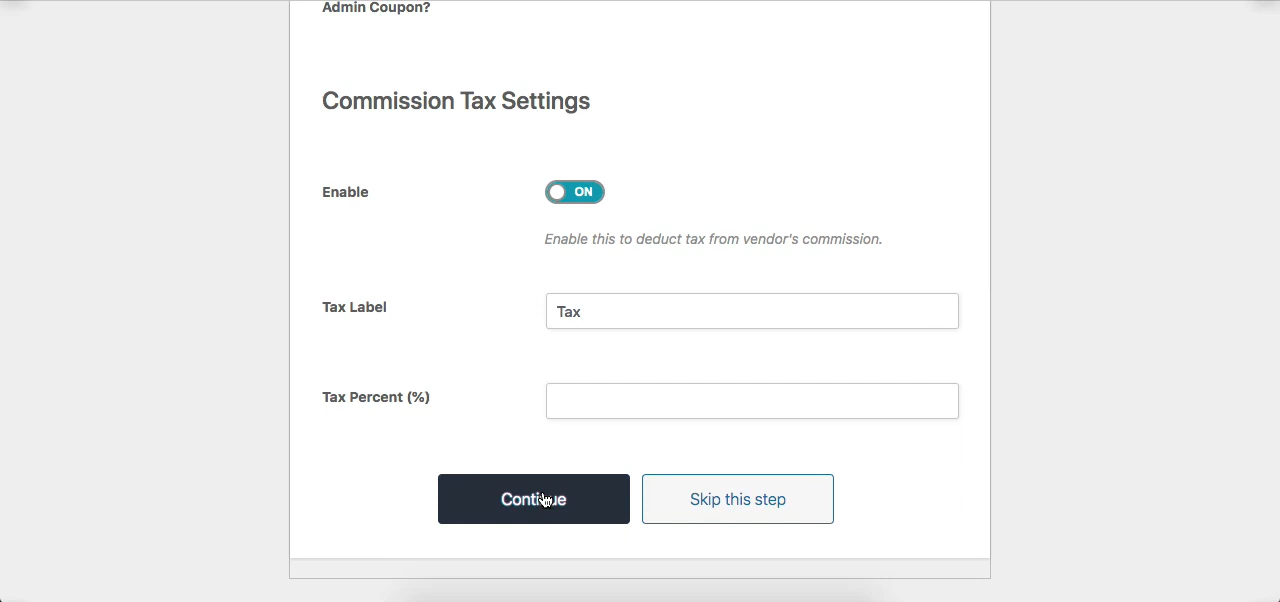 Admin Coupon?
Commission Tax Settings
Enable
ON
Enable this to deduct tax from vendor's commission.
Tax Label
Tax
Tax Percent (%)
Continue
Skip this step